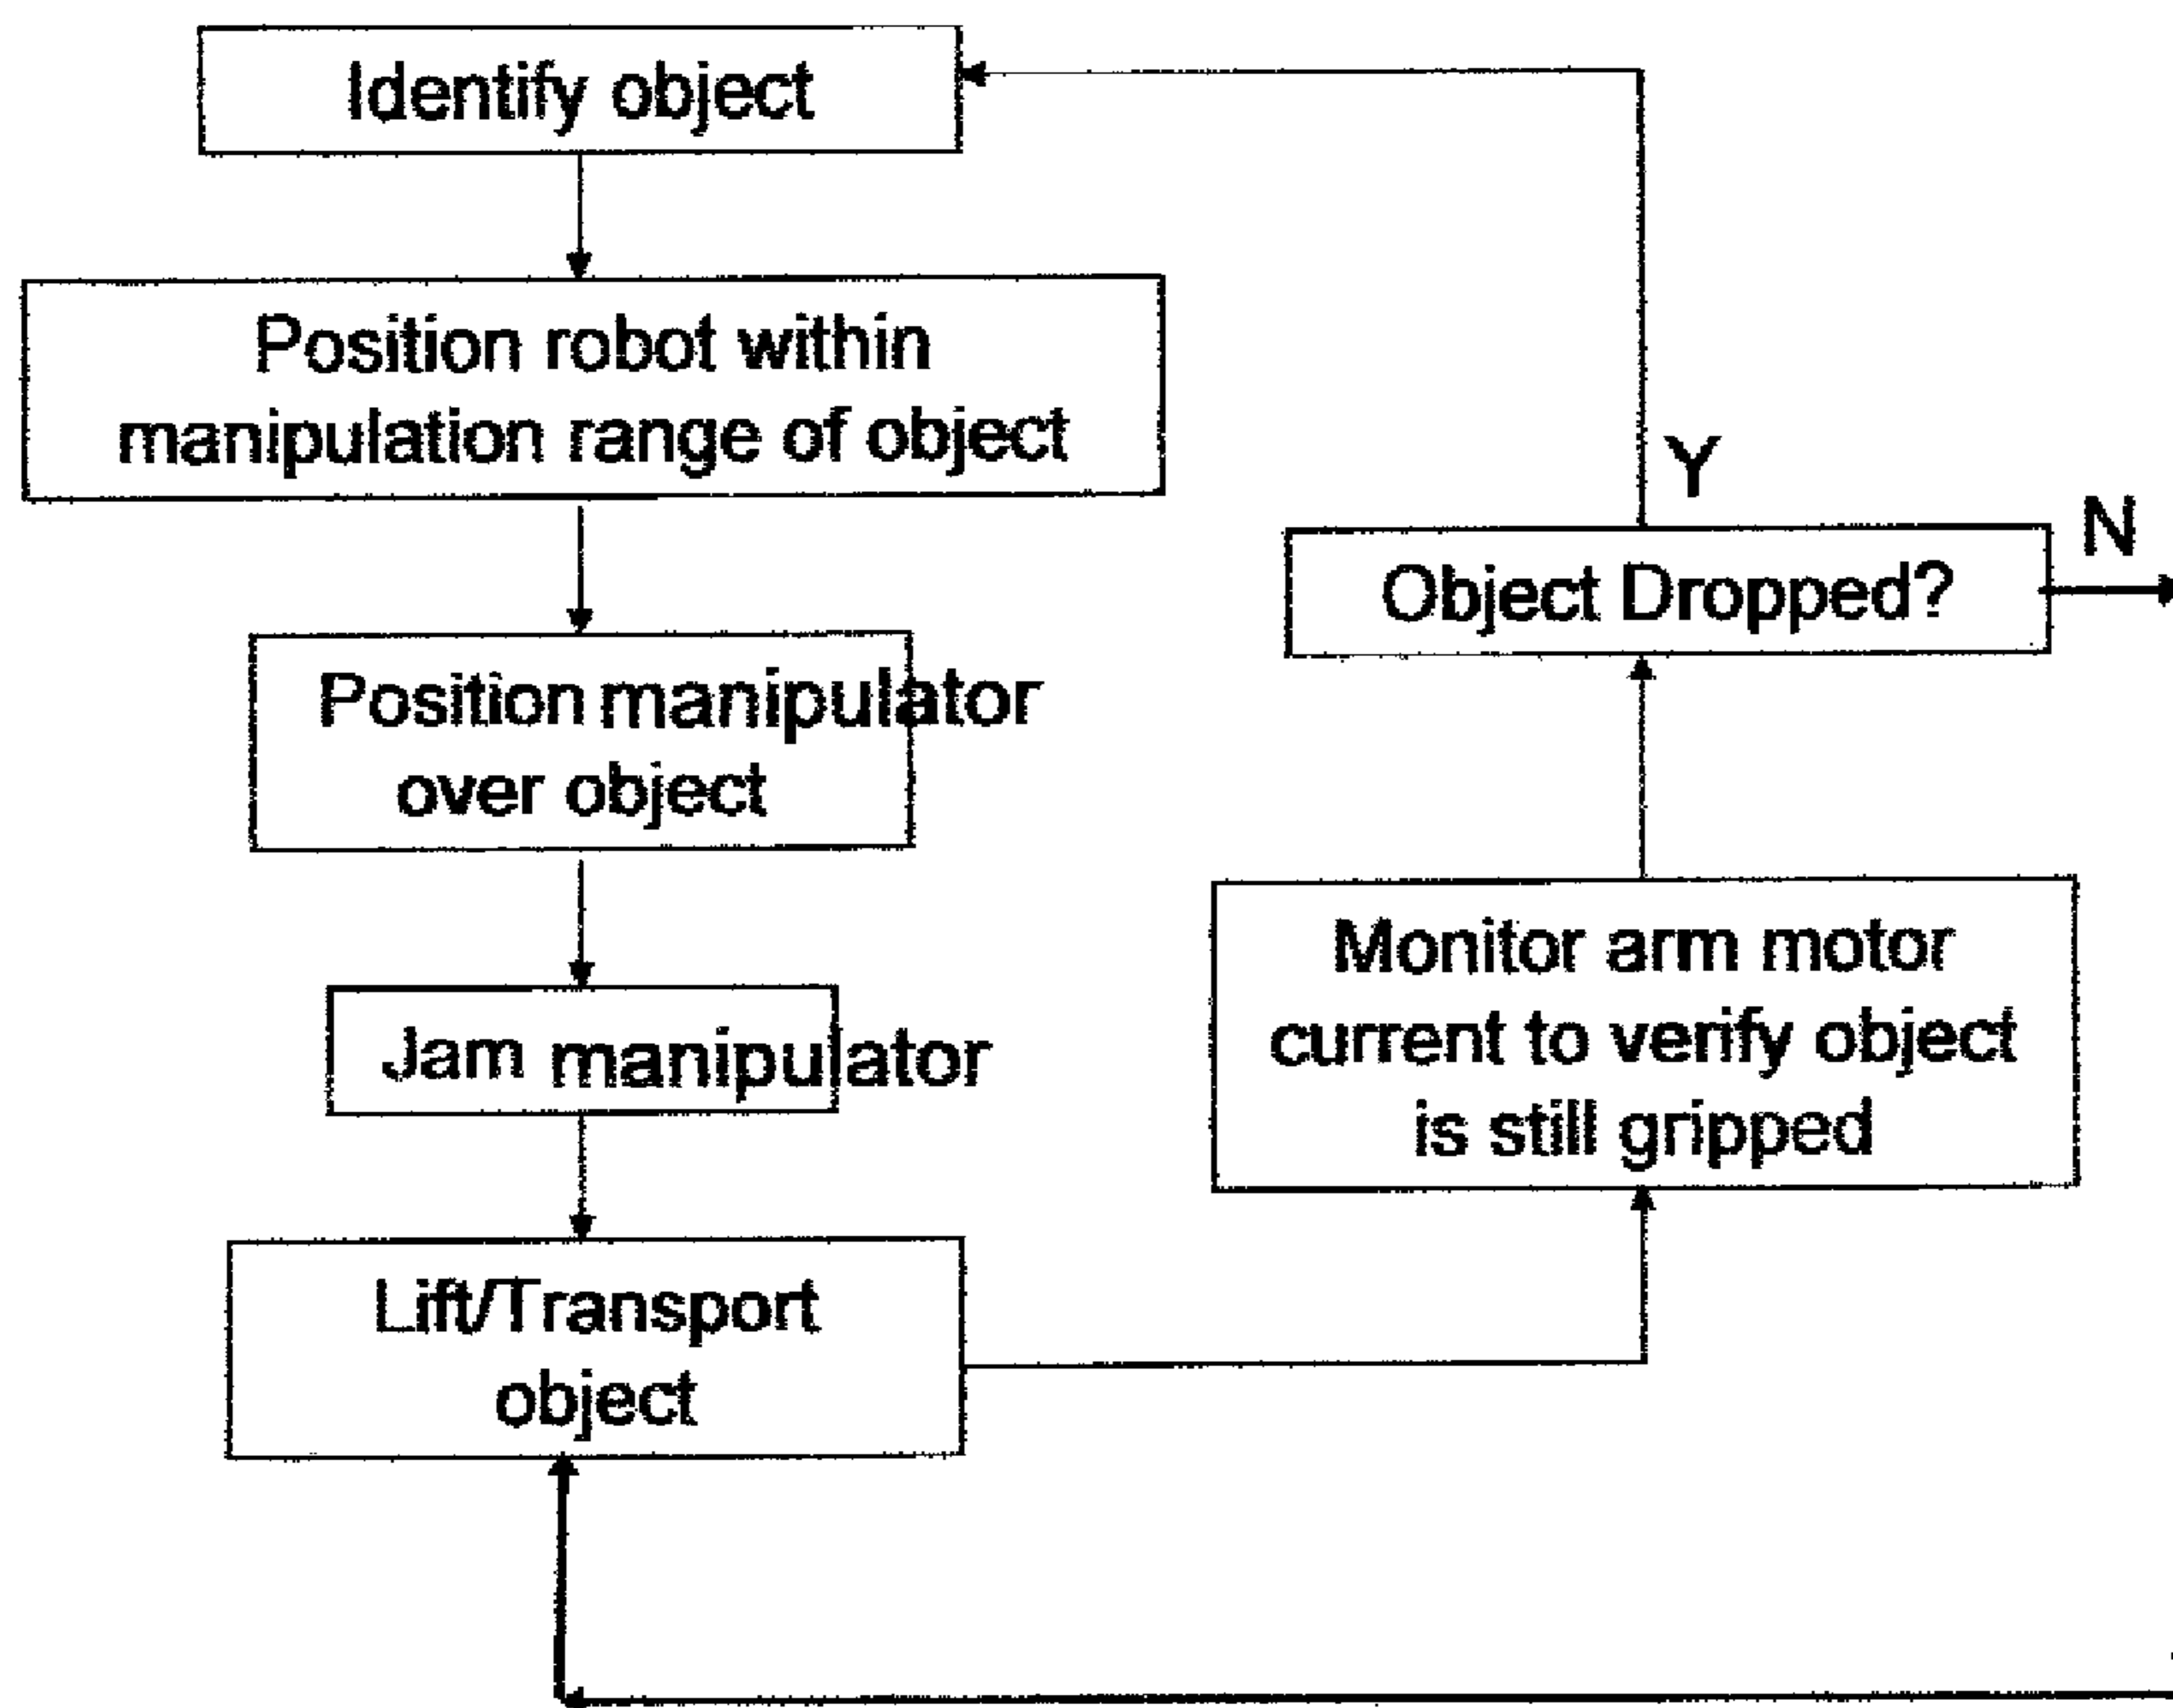 Identify object
Position robot within
manipulation range of object
Position manipulator
over object
Jam manipulator
Lift/Transport
object
Y
N
Object Dropped?
Monitor arm motor
current to verify object
is still gripped